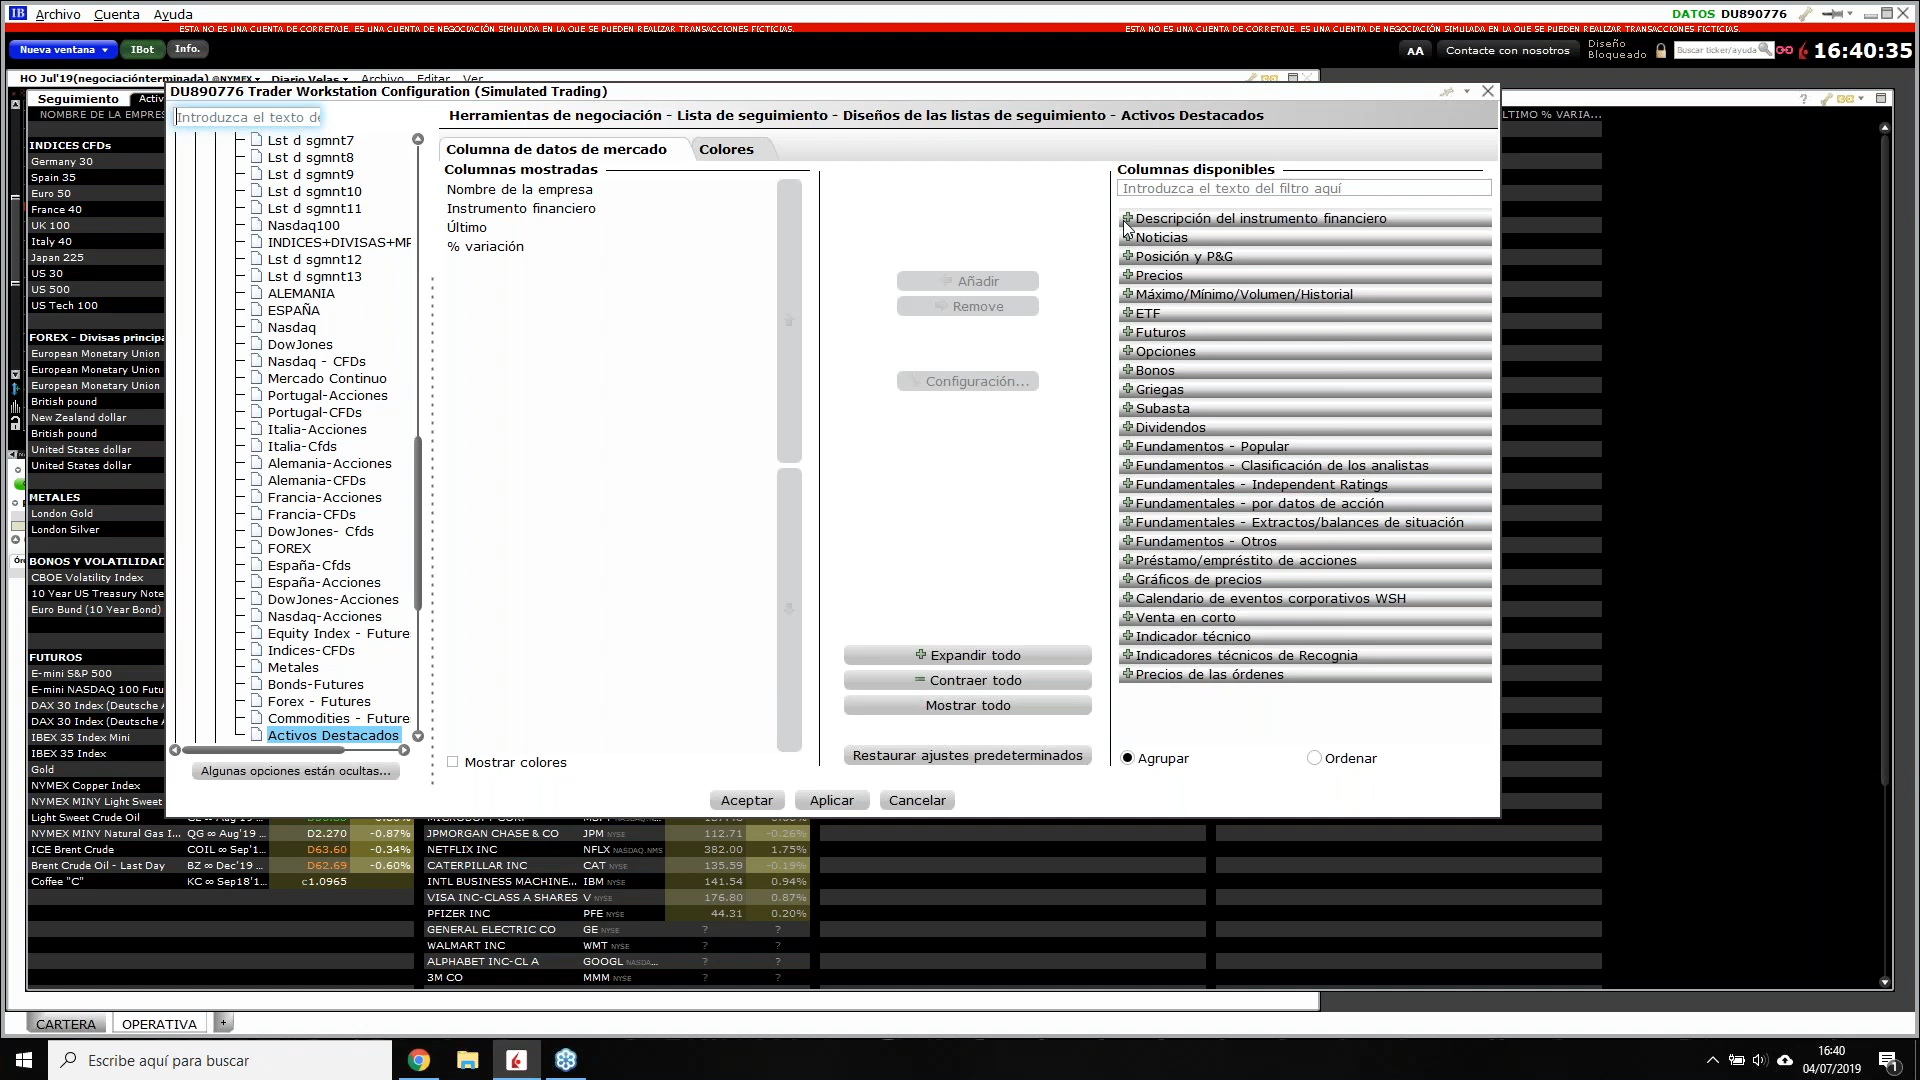 IB Archivo Cuenta Ayuda
DATOS DU890776
ESTA NO ES UNA CUENTA DE CORRETAJE. ES UNA CUENTA DE NEGOCIACIÓN SIMULADA EN LA QUE SE PUEDEN REALIZAR TRANSACCIONES FICTICIAS.
ESTA NO ES UNA CUENTA DE CORRETAJE. ES UNA CUENTA DE NEGOCIACIÓN SIMULADA EN LA QUE SE PUEDEN REALIZAR TRANSACCIONES FICTICIAS.
Nueva ventana IBot Info.
AA Contacte con nosotros
Diseño
Bloqueado
Buscar ticker/ayuda
16:40:35
HO Jul'19(negociaciónterminada) @NYMEX Diario Velas Archivo Editar Ver
Seguimiento Activ
NOMBRE DE LA EMPRES
LTIMO % VARIA...
INDICES CFDs
Germany 30
Spain 35
Euro 50
France 40
UK 100
Italy 40
Japan 225
US 30
US 500
US Tech 100
FOREX - Divisas principa
European Monetary Union
European Monetary Union
European Monetary Union
British pound
New Zealand dollar
British pound
United States dollar
United States dollar
METALES
London Gold
London Silver
BONOS Y VOLATILIDAD
CBOE Volatility Index
10 Year US Treasury Note
Euro Bund (10 Year Bond)
FUTUROS
E-mini S&P 500
E-mini NASDAQ 100 Futu
DAX 30 Index (Deutsche A
DAX 30 Index (Deutsche A
IBEX 35 Index Mini
IBEX 35 Index
Gold
NYMEX Copper Index
NYMEX MINY Light Sweet
Light Sweet Crude Oil
NYMEX MINY Natural Gas I... QG ∞ Aug'19 ... D2.270 -0.87%
ICE Brent Crude COIL ∞ Sep'1... D63.60 -0.34%
Brent Crude Oil - Last Day BZ ∞ Dec'19 ... D62.69 -0.60%
Coffee "C" KC ∞ Sep18'1... c1.0965
DU890776 Trader Workstation Configuration (Simulated Trading)
Introduzca el texto de
Lst d sgmnt7
Lst d sgmnt8
Lst d sgmnt9
Lst d sgmnt10
Lst d sgmnt11
Nasdaq100
INDICES+DIVISAS+MF
Lst d sgmnt12
Lst d sgmnt13
ALEMANIA
ESPAÑA
Nasdaq
DowJones
Nasdaq - CFDs
Mercado Continuo
Portugal-Acciones
Portugal-CFDs
Italia-Acciones
Italia-Cfds
Alemania-Acciones
Alemania-CFDs
Francia-Acciones
Francia-CFDs
DowJones- Cfds
FOREX
España-Cfds
España-Acciones
DowJones-Acciones
Nasdaq-Acciones
Equity Index - Future
Indices-CFDs
Metales
Bonds-Futures
Forex - Futures
Commodities - Future
Activos Destacados
Algunas opciones están ocultas...
Herramientas de negociación - Lista de seguimiento - Diseños de las listas de seguimiento - Activos Destacados
Columna de datos de mercado Colores
Columnas mostradas
Nombre de la empresa
Instrumento financiero
Último
% variación
Mostrar colores
Añadir
Remove
Configuración...
Expandir todo
Contraer todo
Mostrar todo
Restaurar ajustes predeterminados
Columnas disponibles
Introduzca el texto del filtro aquí
Descripción del instrumento financiero
Noticias
Posición y P&G
Precios
Máximo/Mínimo/Volumen/Historial
ETF
Futuros
Opciones
Bonos
Griegas
Subasta
Dividendos
Fundamentos - Popular
Fundamentos - Clasificación de los analistas
Fundamentales - Independent Ratings
Fundamentales - por datos de acción
Fundamentales - Extractos/balances de situación
Fundamentos - Otros
Préstamo/empréstito de acciones
Gráficos de precios
Calendario de eventos corporativos WSH
Venta en corto
Indicador técnico
Indicadores técnicos de Recognia
Precios de las órdenes
Agrupar Ordenar
Aceptar Aplicar Cancelar
JPMORGAN CHASE & CO JPM NYSE 112.71 -0.26%
NETFLIX INC NFLX NASDAQ.NMS 382.00 1.75%
CATERPILLAR INC CAT NYSE 135.59 -0.19%
INTL BUSINESS MACHINE... IBM NYSE 141.54 0.94%
VISA INC-CLASS A SHARES V NYSE 176.80 0.87%
PFIZER INC PFE NYSE 44.31 0.20%
GENERAL ELECTRIC CO GE NYSE ? ?
WALMART INC WMT NYSE ? ?
ALPHABET INC-CL A GOOGL NASDA... ? ?
3M CO MMM NYSE ? ?
CARTERA OPERATIVA +
Escribe aquí para buscar
16:40
04/07/2019
1